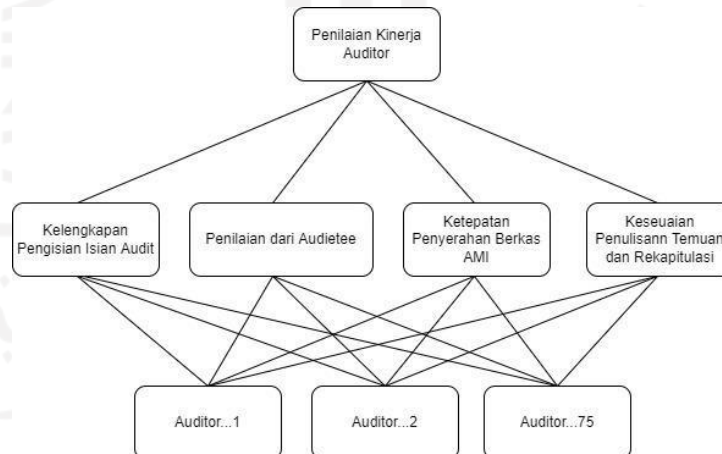 Penilaian Kinerja
Auditor
Kelengkapan
Pengisian Isian Audit
Penilaian dari Audietee
Ketepatan
Penyerahan Berkas
AMI
Keseuaian
Penulisann Temuan
dan Rekapitulasi
Auditor...1
Auditor...2
Auditor...75